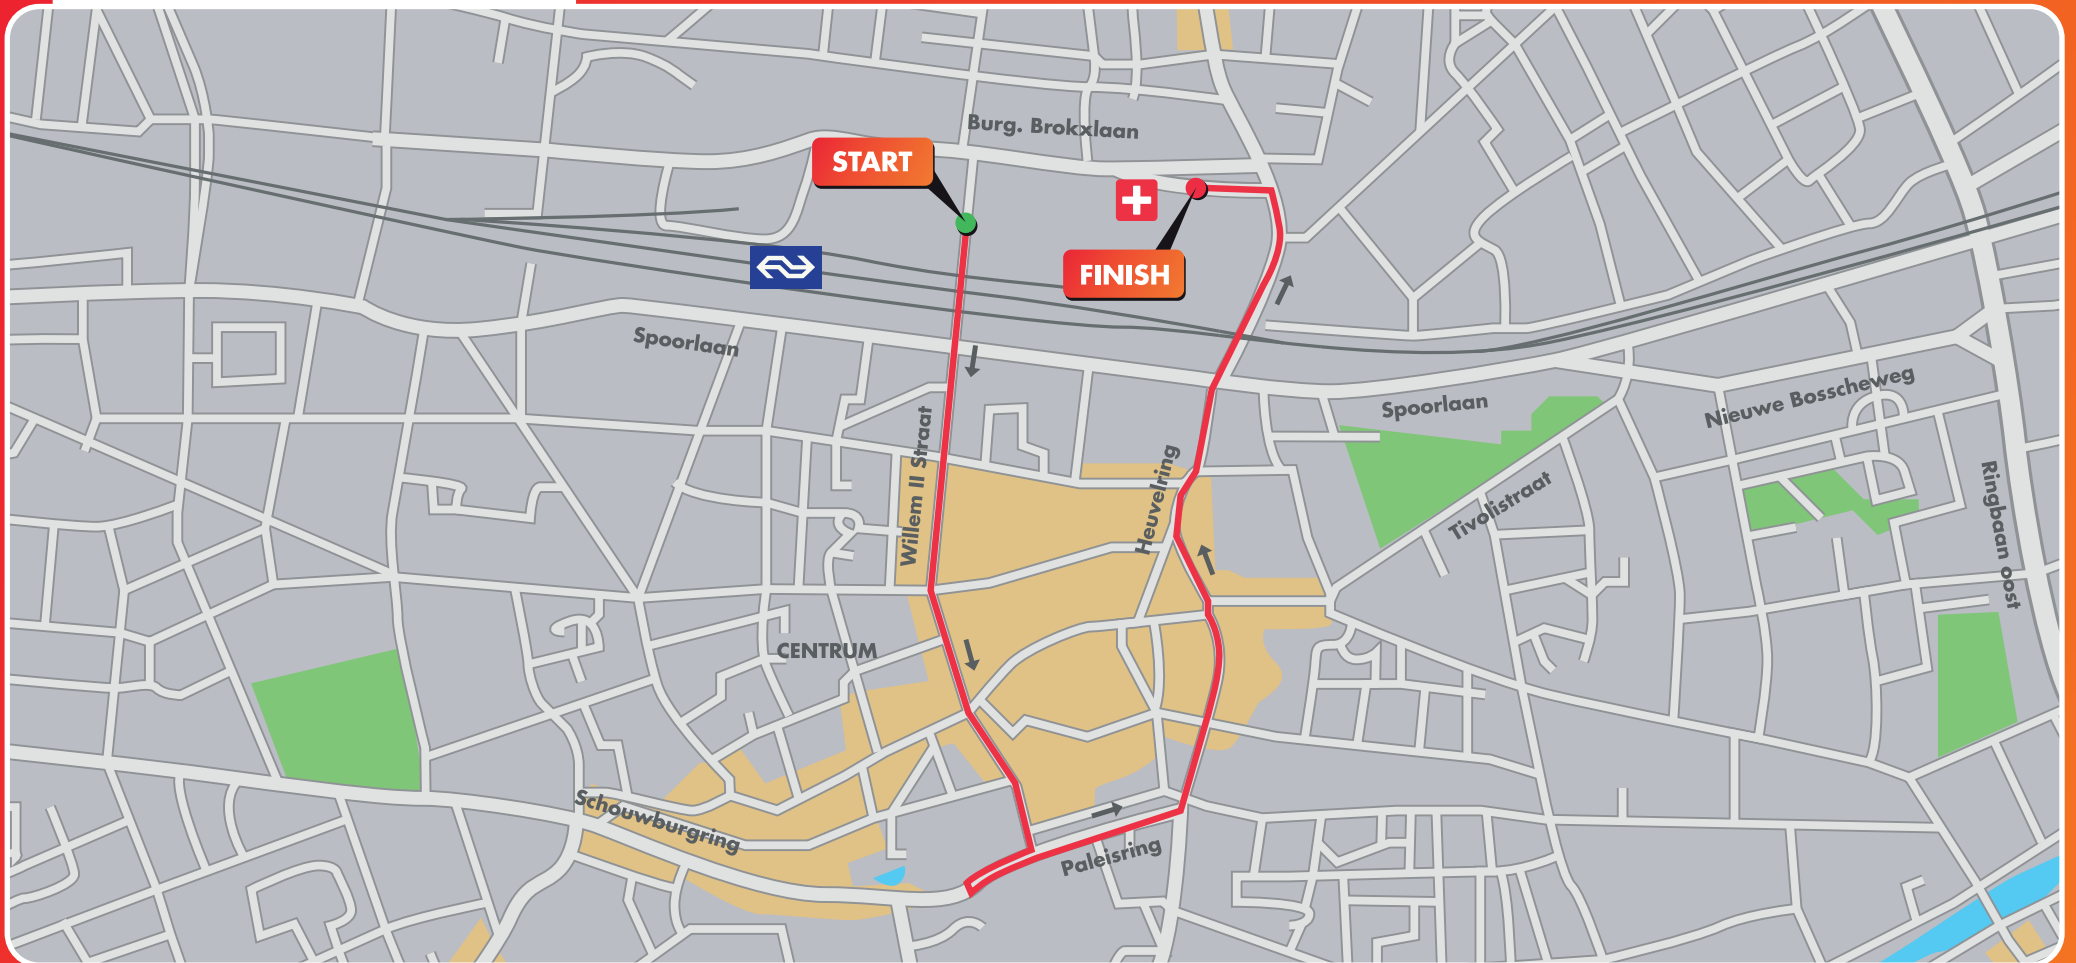 Burg. Brokxlaan
START
FINISH
Spoorlaan
Spoorlaan
Nieuwe Bosscheweg
Willem II Straat
Heuvelring
Tivolistraat
Ringbaan oost
CENTRUM
Schouwburgring
Paleisring